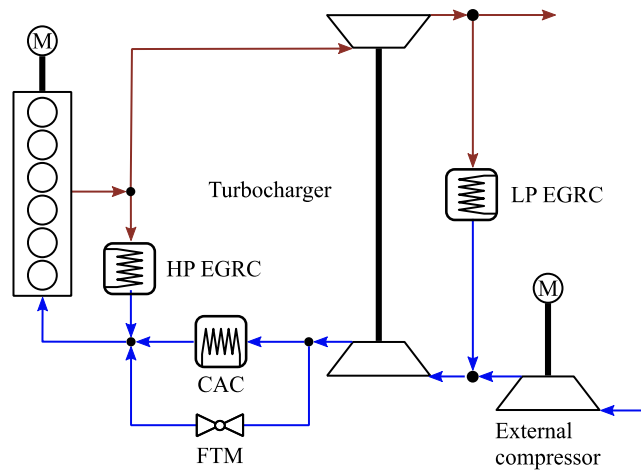 M
Turbocharger
LP EGRC
HP EGRC
M
CAC
FTM
External
compressor